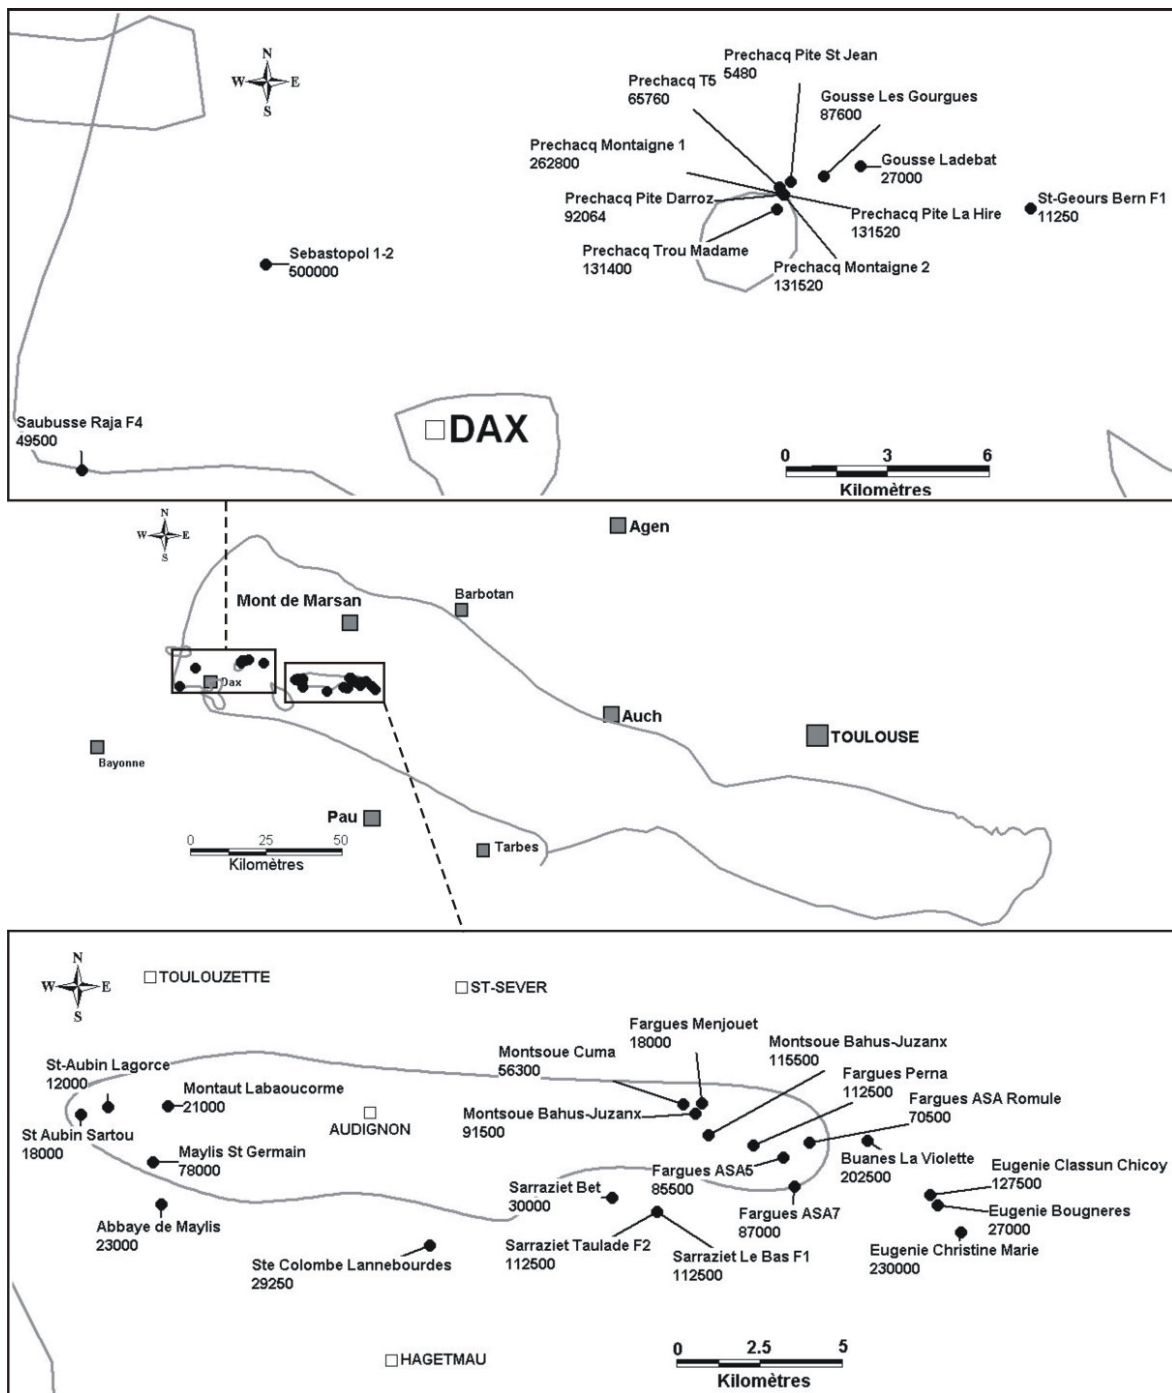 N
W E
S
Prechacq Pite St Jean
5480
Prechacq T5
65760
Gousse Les Gourgues
87600
Prechacq Montaigne 1
262800
Gousse Ladebat
27000
Prechacq Pite Darroz
92064
St-Geours Bern F1
11250
Prechacq Pite La Hire
131520
Prechacq Trou Madame
131400
Prechacq Montaigne 2
131520
Sebastopol 1-2
500000
Saubusse Raja F4
49500
DAX
0 3 6
Kilomètres
N
W E
S
Agen
Mont de Marsan
Barbotan
Dax
Auch
TOULOUSE
Bayonne
Pau
Tarbes
0 25 50
Kilomètres
N
W E
S
TOULOUZETTE
ST-SEVER
Fargues Menjouet
18000
Montsoue Cuma
56300
Montsoue Bahus-Juzanx
115500
Fargues Perna
112500
St-Aubin Lagorce
12000
Montaut Labaoucorme
21000
Fargues ASA Romule
70500
Montsoue Bahus-Juzanx
91500
AUDIGNON
St Aubin Sartou
18000
Maylis St Germain
78000
Fargues ASA5
85500
Buanes La Violette
202500
Eugenie Classun Chicoy
127500
Sarraziet Bet
30000
Eugenie Bougneres
27000
Abbaye de Maylis
23000
Fargues ASA7
87000
Sarraziet Taulade F2
112500
Sarraziet Le Bas F1
112500
Eugenie Christine Marie
230000
Ste Colombe Lannebourdes
29250
HAGETMAU
0 2.5 5
Kilomètres